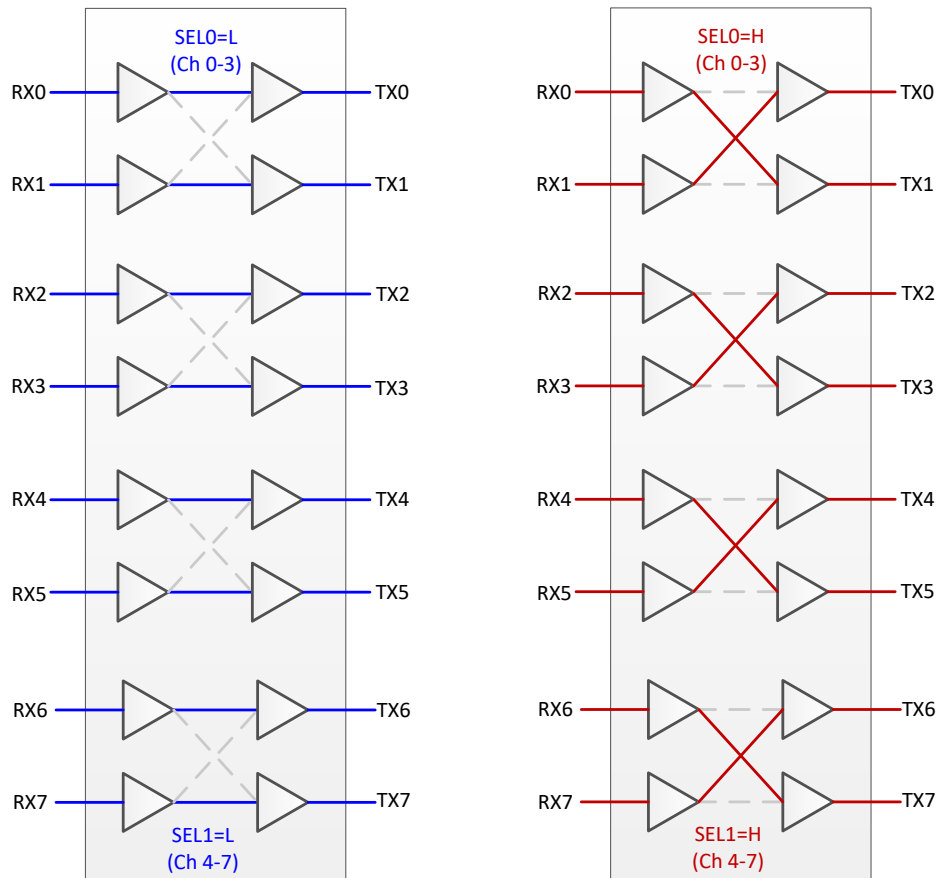 SEL0=L
(Ch 0-3)
RX0
TX0
RX1
TX1
RX2
TX2
RX3
TX3
RX4
TX4
RX5
TX5
RX6
TX6
RX7
TX7
SEL1=L
(Ch 4-7)
SEL0=H
(Ch 0-3)
RX0
TX0
RX1
TX1
RX2
TX2
RX3
TX3
RX4
TX4
RX5
TX5
RX6
TX6
RX7
TX7
SEL1=H
(Ch 4-7)